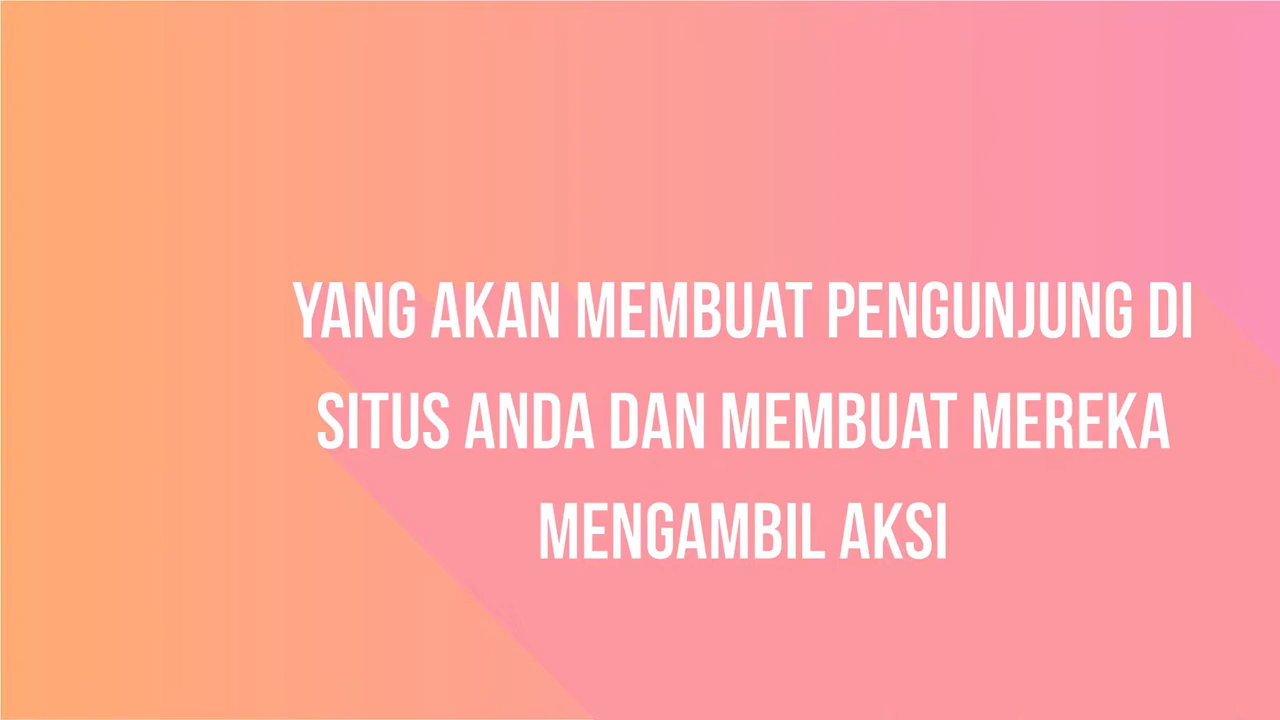 YANG AKAN MEMBUAT PENGUNJUNG DI
SITUS ANDA DAN MEMBUAT MEREKA
MENGAMBIL AKSI